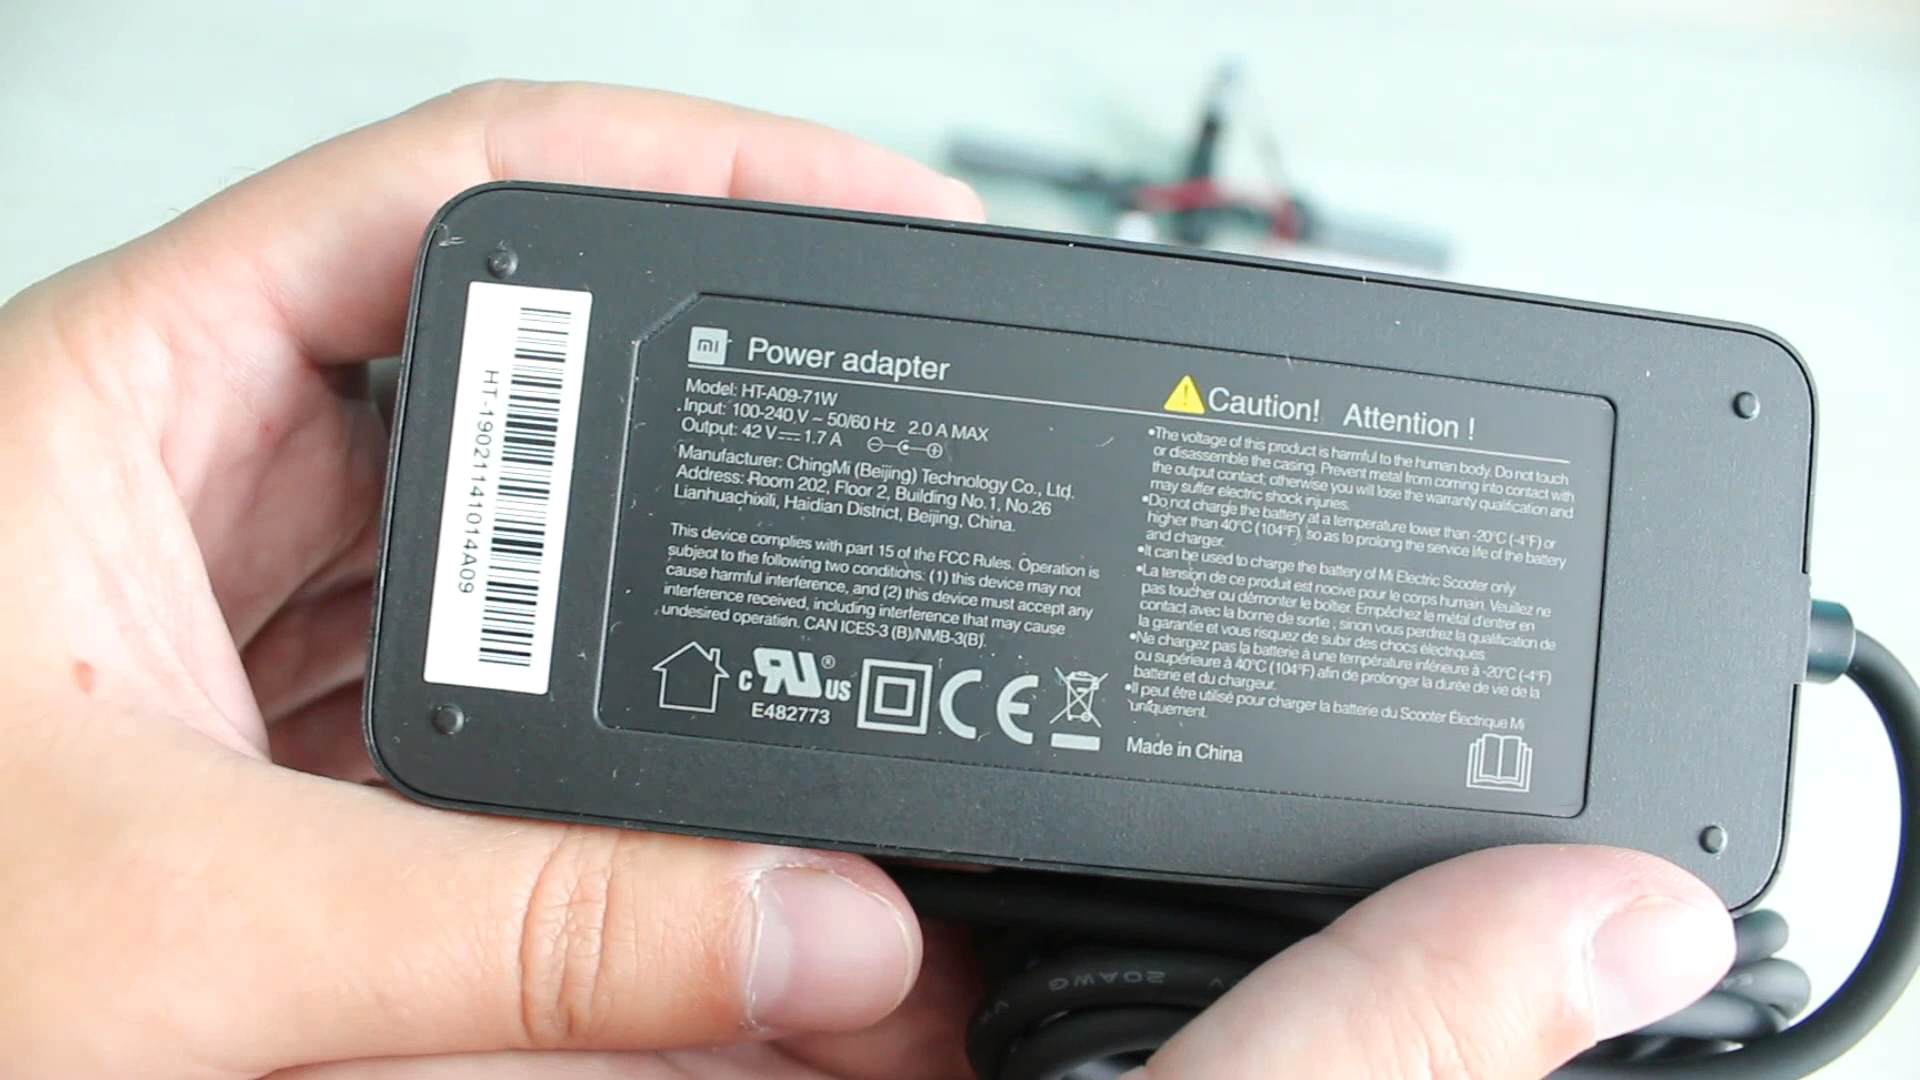 HT-19021141014A09
mi Power adapter
Model: HT-A09-71W
Input: 100-240 V ~ 50/60 Hz 2.0 A MAX
Output: 42 V⎓1.7 A
Manufacturer: ChingMi (Beijing) Technology Co., Ltd.
Address: Room 202, Floor 2, Building No.1, No.26
Lianhuachixili, Haidian District, Beijing, China.
This device complies with part 15 of the FCC Rules. Operation is
subject to the following two conditions: (1) this device may not
cause harmful interference, and (2) this device must accept any
interference received, including interference that may cause
undesired operation. CAN ICES-3 (B)/NMB-3(B).
c RU ® US
E482773
CE
Caution! Attention !
•The voltage of this product is harmful to the human body. Do not touch
or disassemble the casing. Prevent metal from coming into contact with
the output contact; otherwise you will lose the warranty qualification and
may suffer electric shock injuries.
•Do not charge the battery at a temperature lower than -20°C (-4°F) or
higher than 40°C (104°F), so as to prolong the service life of the battery
and charger.
•It can be used to charge the battery of Mi Electric Scooter only.
•La tension de ce produit est nocive pour le corps humain. Veuillez ne
pas toucher ou démonter le boîtier. Empêchez le métal d'entrer en
contact avec la borne de sortie ; sinon vous perdrez la qualification de
la garantie et vous risquez de subir des chocs électriques.
•Ne chargez pas la batterie à une température inférieure à -20°C (-4°F)
ou supérieure à 40°C (104°F) afin de prolonger la durée de vie de la
batterie et du chargeur.
•Il peut être utilisé pour charger la batterie du Scooter Électrique Mi
uniquement.
Made in China
20AWG